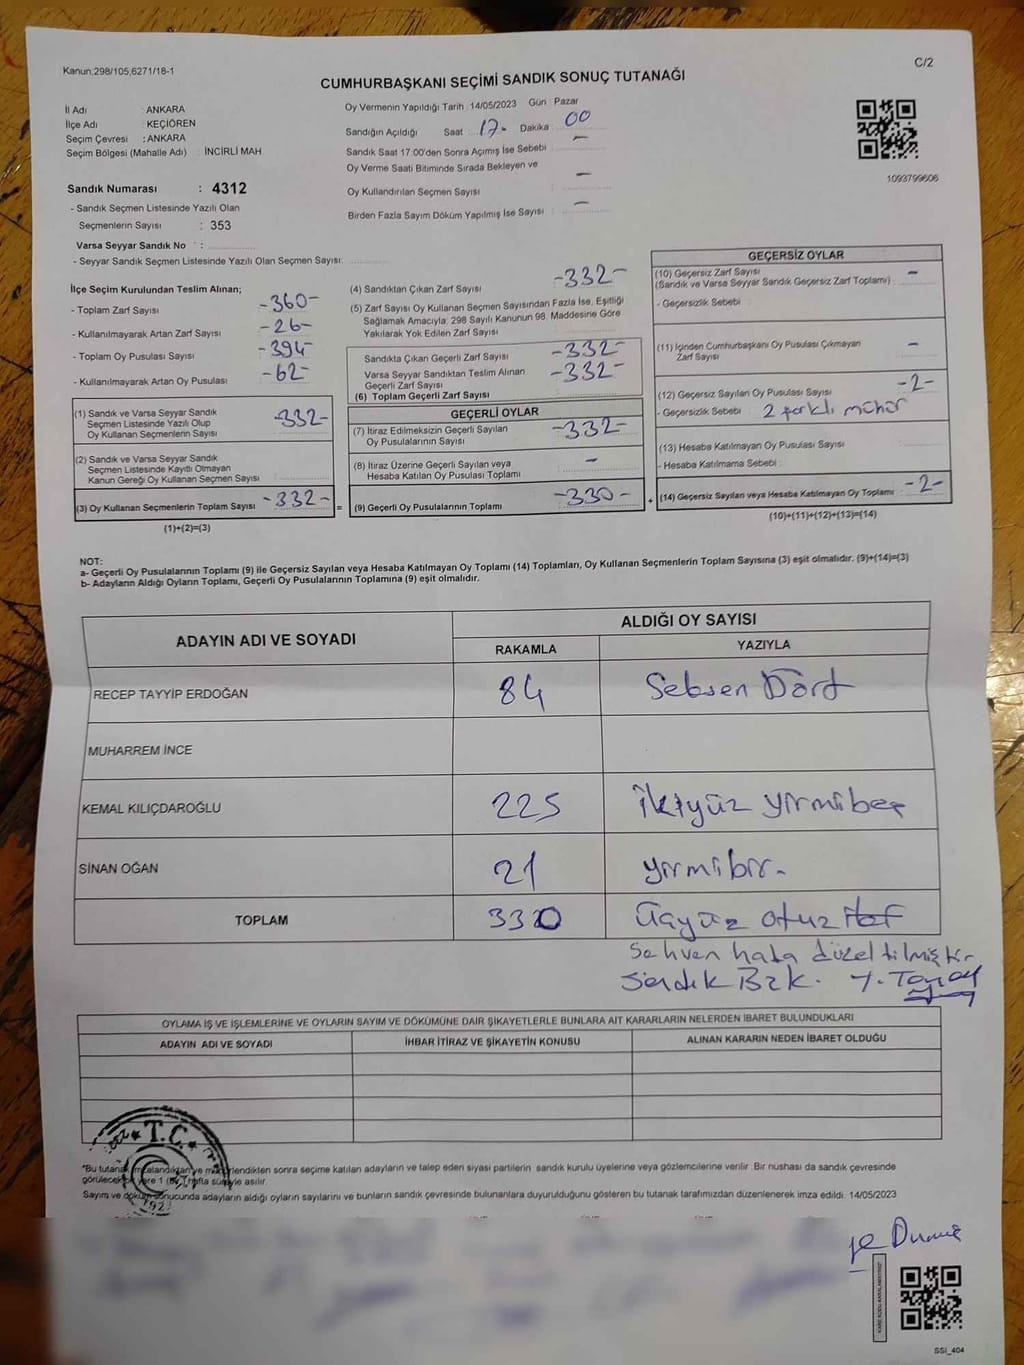 Kanun;298/105;6271/18-1
C/2
CUMHURBAŞKANI SEÇİMİ SANDIK SONUÇ TUTANAĞI
İl Adı : ANKARA
İlçe Adı : KEÇİÖREN
Seçim Çevresi : ANKARA
Seçim Bölgesi (Mahalle Adı) : İNCİRLİ MAH.
Sandık Numarası : 4312
- Sandık Seçmen Listesinde Yazılı Olan
Seçmenlerin Sayısı : 353
Varsa Seyyar Sandık No :
- Seyyar Sandık Seçmen Listesinde Yazılı Olan Seçmen Sayısı:
Oy Vermenin Yapıldığı Tarih :14/05/2023 Gün : Pazar
Sandığın Açıldığı Saat 17- Dakika 00
Sandık Saat 17:00'den Sonra Açımış İse Sebebi –
Oy Verme Saati Bitiminde Sırada Bekleyen ve
Oy Kullandırılan Seçmen Sayısı –
Birden Fazla Sayım Döküm Yapılmış İse Sayısı –
1093799606
İlçe Seçim Kurulundan Teslim Alınan;
- Toplam Zarf Sayısı -360-
- Kullanılmayarak Artan Zarf Sayısı -26-
- Toplam Oy Pusulası Sayısı -394-
- Kullanılmayarak Artan Oy Pusulası -62-
(1) Sandık ve Varsa Seyyar Sandık
Seçmen Listesinde Yazılı Olup
Oy Kullanan Seçmenlerin Sayısı -332-
(2) Sandık ve Varsa Seyyar Sandık
Seçmen Listesinde Kayıtlı Olmayan
Kanun Gereği Oy Kullanan Seçmen Sayısı
(3) Oy Kullanan Seçmenlerin Toplam Sayısı -332- =
(1)+(2)=(3)
(4) Sandıktan Çıkan Zarf Sayısı -332-
(5) Zarf Sayısı Oy Kullanan Seçmen Sayısından Fazla İse, Eşitliği
Sağlamak Amacıyla; 298 Sayılı Kanunun 98. Maddesine Göre
Yakılarak Yok Edilen Zarf Sayısı
Sandıkta Çıkan Geçerli Zarf Sayısı -332-
Varsa Seyyar Sandıktan Teslim Alınan
Geçerli Zarf Sayısı -332-
(6) Toplam Geçerli Zarf Sayısı
GEÇERLİ OYLAR
(7) İtiraz Edilmeksizin Geçerli Sayılan
Oy Pusulalarının Sayısı -332-
(8) İtiraz Üzerine Geçerli Sayılan veya
Hesaba Katılan Oy Pusulası Toplamı –
(9) Geçerli Oy Pusulalarının Toplamı -330- +
GEÇERSİZ OYLAR
(10) Geçersiz Zarf Sayısı
(Sandık ve Varsa Seyyar Sandık Geçersiz Zarf Toplamı) –
- Geçersizlik Sebebi :
(11) İçinden Cumhurbaşkanı Oy Pusulası Çıkmayan
Zarf Sayısı –
(12) Geçersiz Sayılan Oy Pusulası Sayısı -2-
- Geçersizlik Sebebi : 2 farklı mühür
(13) Hesaba Katılmayan Oy Pusulası Sayısı
- Hesaba Katılmama Sebebi :
(14) Geçersiz Sayılan veya Hesaba Katılmayan Oy Toplamı -2-
(10)+(11)+(12)+(13)=(14)
NOT:
a- Geçerli Oy Pusulalarının Toplamı (9) ile Geçersiz Sayılan veya Hesaba Katılmayan Oy Toplamı (14) Toplamları, Oy Kullanan Seçmenlerin Toplam Sayısına (3) eşit olmalıdır. (9)+(14)=(3)
b- Adayların Aldığı Oyların Toplamı, Geçerli Oy Pusulalarının Toplamına (9) eşit olmalıdır.
ADAYIN ADI VE SOYADI
ALDIĞI OY SAYISI
RAKAMLA YAZIYLA
RECEP TAYYİP ERDOĞAN 84 Seksen Dört
MUHARREM İNCE
KEMAL KILIÇDAROĞLU 225 ikiyüz yirmibeş
SİNAN OĞAN 21 yirmibir-
TOPLAM 330 üçyüz otuz
Sehven hata düzeltilmiştir
Sandık Bşk. Y. Tonay
OYLAMA İŞ VE İŞLEMLERİNE VE OYLARIN SAYIM VE DÖKÜMÜNE DAİR ŞİKAYETLERLE BUNLARA AİT KARARLARIN NELERDEN İBARET BULUNDUKLARI
ADAYIN ADI VE SOYADI İHBAR İTİRAZ VE ŞİKAYETİN KONUSU ALINAN KARARIN NEDEN İBARET OLDUĞU
T.C.
*Bu tutanak imzalandıktan ve mühürlendikten sonra seçime katılan adayların ve talep eden siyasi partilerin sandık kurulu üyelerine veya gözlemcilerine verilir. Bir nushası da sandık çevresinde
görülecek bir yere 1 (Bir) hafta süreyle asılır.
Sayım ve döküm sonucunda adayların aldığı oyların sayılarını ve bunların sandık çevresinde bulunanlara duyurulduğunu gösteren bu tutanak tarafımızdan düzenlenerek imza edildi. 14/05/2023
SSI_404